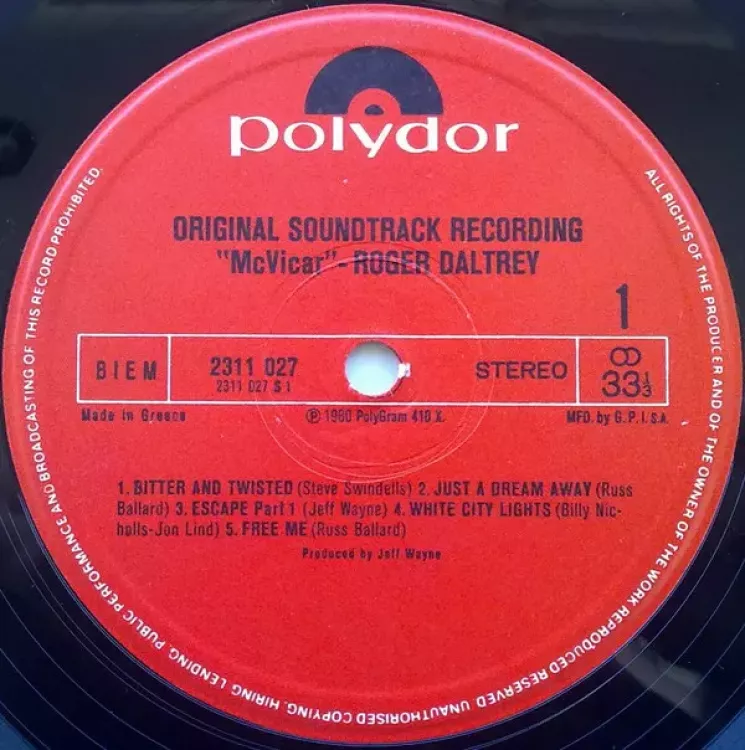 polydor
ORIGINAL SOUNDTRACK RECORDING
"McVicar" - ROGER DALTREY
1
BIEM
2311 027
2311 027 S 1
STEREO
33 1/3
Made in Greece
℗ 1980 PolyGram 410 X.
MFD. by G.P.I.S.A.
1. BITTER AND TWISTED (Steve Swindells) 2. JUST A DREAM AWAY (Russ
Ballard) 3. ESCAPE Part 1 (Jeff Wayne) 4. WHITE CITY LIGHTS (Billy Nic-
holls-Jon Lind) 5. FREE ME (Russ Ballard)
Produced by Jeff Wayne
ALL RIGHTS OF THE PRODUCER AND OF THE OWNER OF THE WORK REPRODUCED RESERVED. UNAUTHORISED COPYING. HIRING. LENDING. PUBLIC PERFORMANCE AND BROADCASTING OF THIS RECORD PROHIBITED.